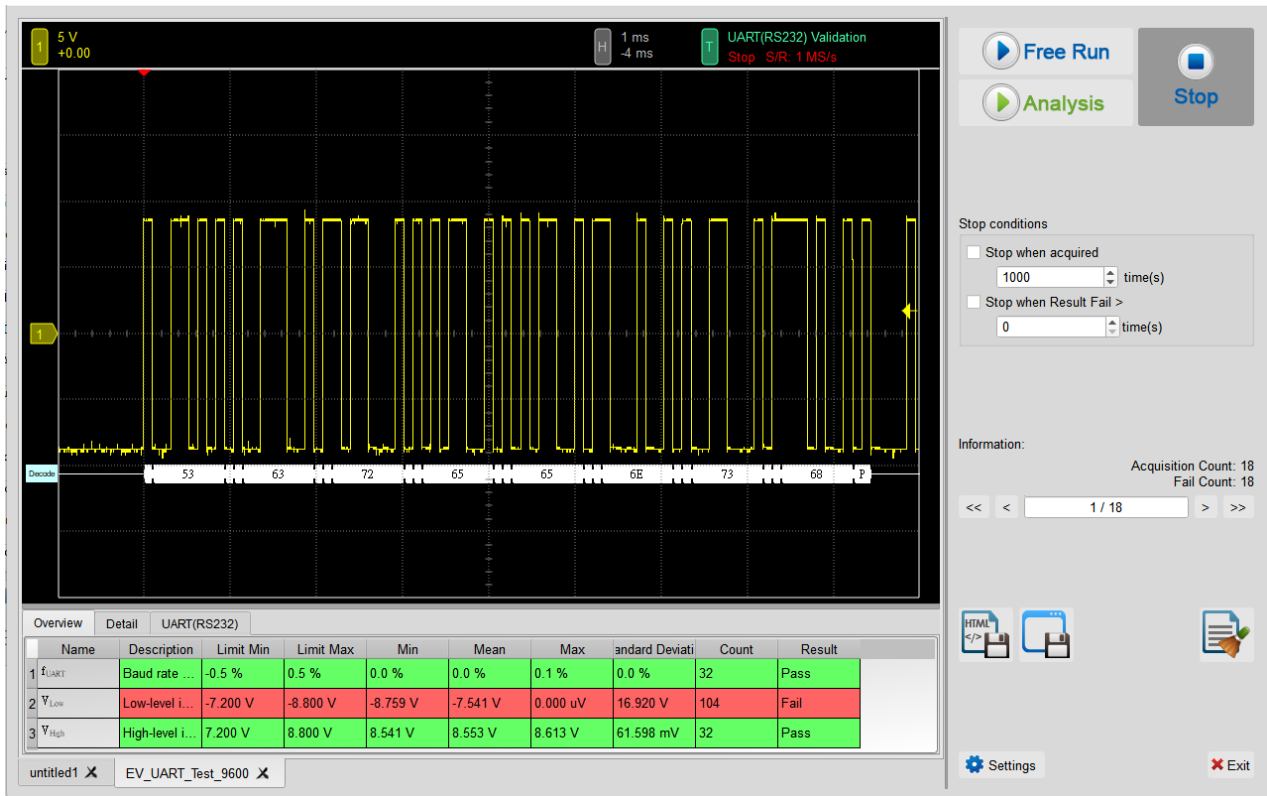 1 5 V H 1 ms T UART(RS232) Validation
+0.00 -4 ms Stop S/R: 1 MS/s
Free Run
Analysis
Stop
Stop conditions
Stop when acquired
1000 time(s)
Stop when Result Fail >
0 time(s)
1
Decode 53 63 72 65 65 6E 73 68 P
Information:
Acquisition Count: 18
Fail Count: 18
<< < 1 / 18 > >>
HTML
</>
Overview Detail UART(RS232)
Name Description Limit Min Limit Max Min Mean Max andard Deviati Count Result
1 fUART Baud rate ... -0.5 % 0.5 % 0.0 % 0.0 % 0.1 % 0.0 % 32 Pass
2 VLow Low-level i... -7.200 V -8.800 V -8.759 V -7.541 V 0.000 uV 16.920 V 104 Fail
3 VHigh High-level i... 7.200 V 8.800 V 8.541 V 8.553 V 8.613 V 61.598 mV 32 Pass
untitled1 X EV_UART_Test_9600 X
Settings Exit